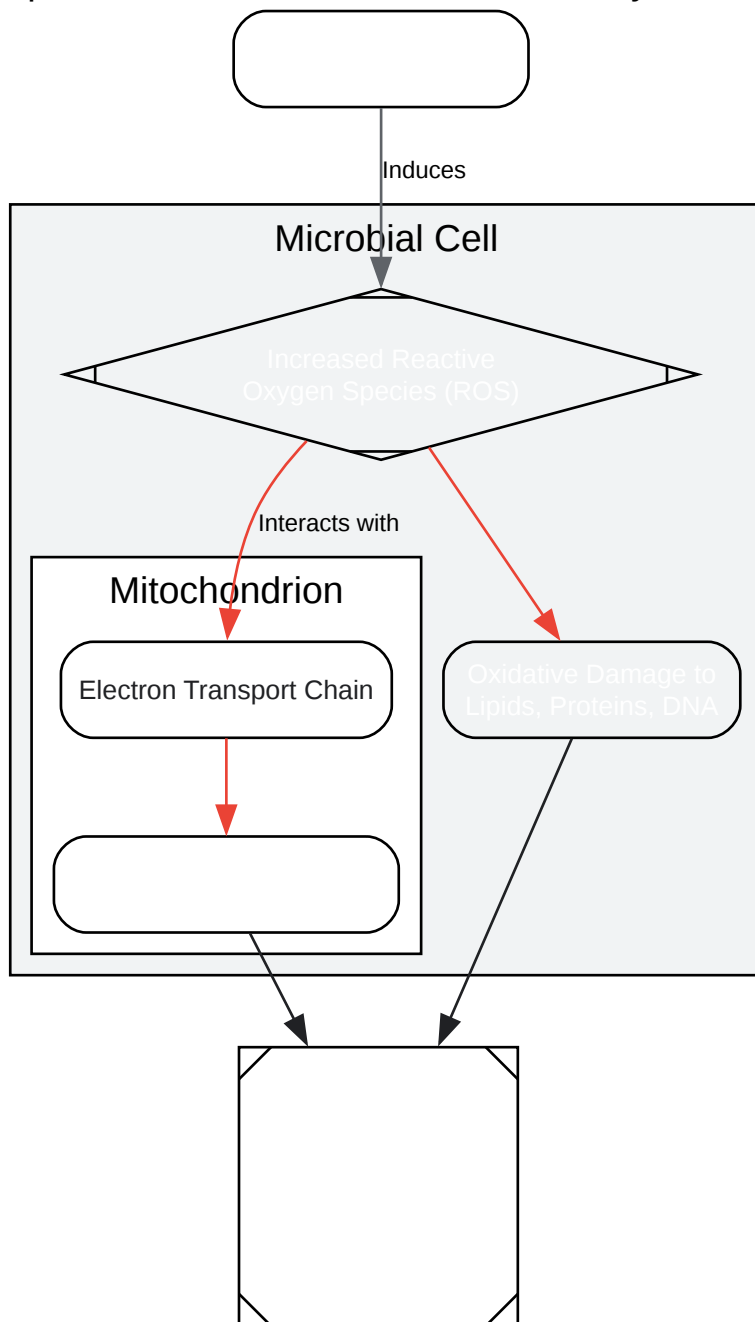 Induces
Microbial Cell
Increased Reactive
Oxygen Species (ROS)
Interacts with
Mitochondrion
Electron Transport Chain
Oxidative Damage to
Lipids, Proteins, DNA